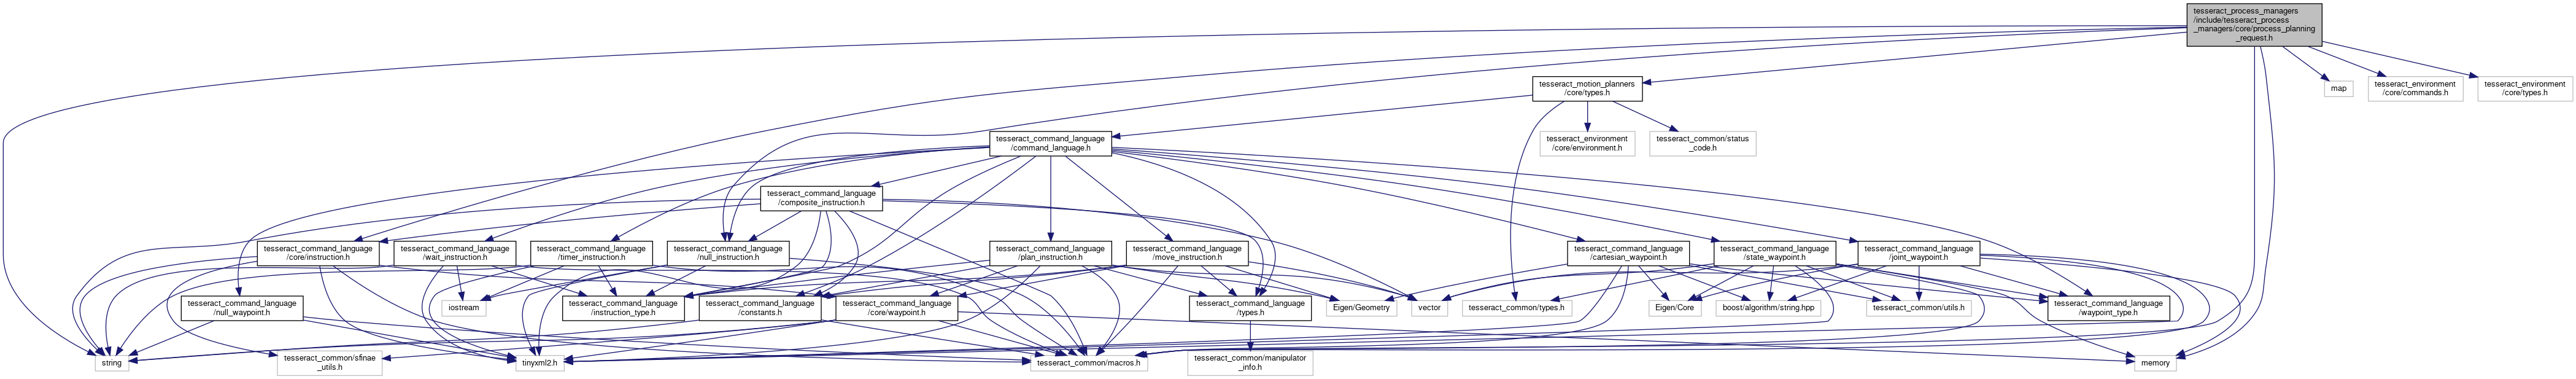 tesseract_process_managers
/include/tesseract_process
_managers/core/process_planning
_request.h
tesseract_motion_planners
/core/types.h
map
tesseract_environment
/core/commands.h
tesseract_environment
/core/types.h
tesseract_command_language
/command_language.h
tesseract_environment
/core/environment.h
tesseract_common/status
_code.h
tesseract_command_language
/composite_instruction.h
tesseract_command_language
/core/instruction.h
tesseract_command_language
/wait_instruction.h
tesseract_command_language
/timer_instruction.h
tesseract_command_language
/null_instruction.h
tesseract_command_language
/plan_instruction.h
tesseract_command_language
/move_instruction.h
tesseract_command_language
/cartesian_waypoint.h
tesseract_command_language
/state_waypoint.h
tesseract_command_language
/joint_waypoint.h
tesseract_command_language
/null_waypoint.h
iostream
tesseract_command_language
/instruction_type.h
tesseract_command_language
/constants.h
tesseract_command_language
/core/waypoint.h
tesseract_command_language
/types.h
Eigen/Geometry
vector
tesseract_common/types.h
Eigen/Core
boost/algorithm/string.hpp
tesseract_common/utils.h
tesseract_command_language
/waypoint_type.h
string
tesseract_common/sfinae
_utils.h
tinyxml2.h
tesseract_common/macros.h
tesseract_common/manipulator
_info.h
memory